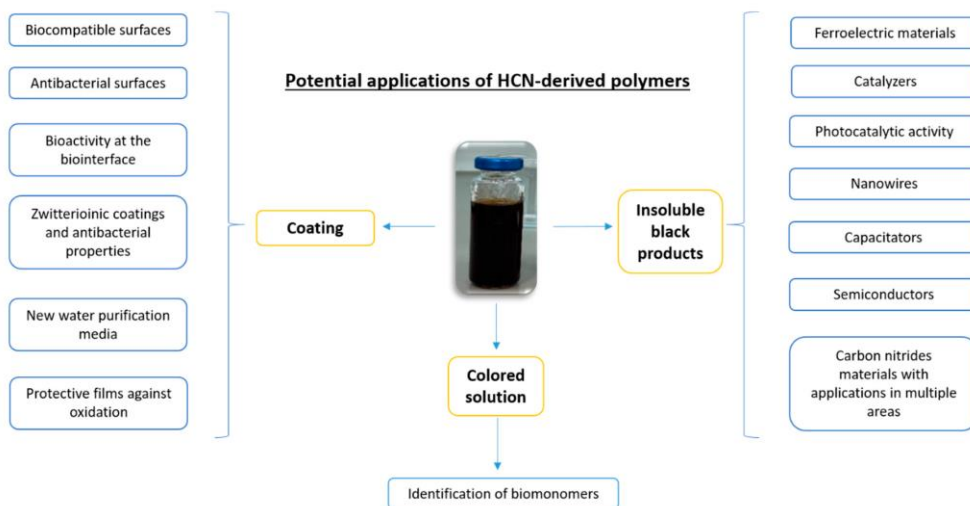 Potential applications of HCN-derived polymers
Biocompatible surfaces
Antibacterial surfaces
Bioactivity at the
biointerface
Zwitterioinic coatings
and antibacterial
properties
New water purification
media
Protective films against
oxidation
Coating
Insoluble
black
products
Colored
solution
Identification of biomonomers
Ferroelectric materials
Catalyzers
Photocatalytic activity
Nanowires
Capacitators
Semiconductors
Carbon nitrides
materials with
applications in multiple
areas